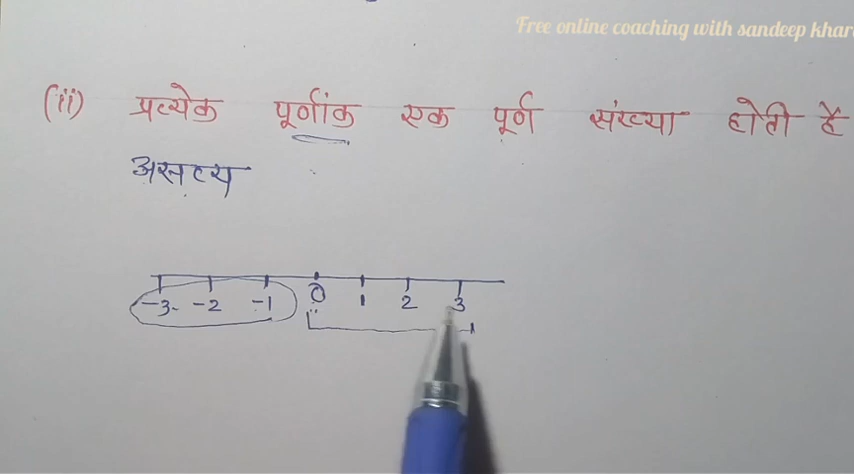 Free online coaching with sandeep khar
(ii) प्रत्येक पूर्णांक एक पूर्ण संख्या होती है
असत्य
-3 -2 -1 0 1 2 3